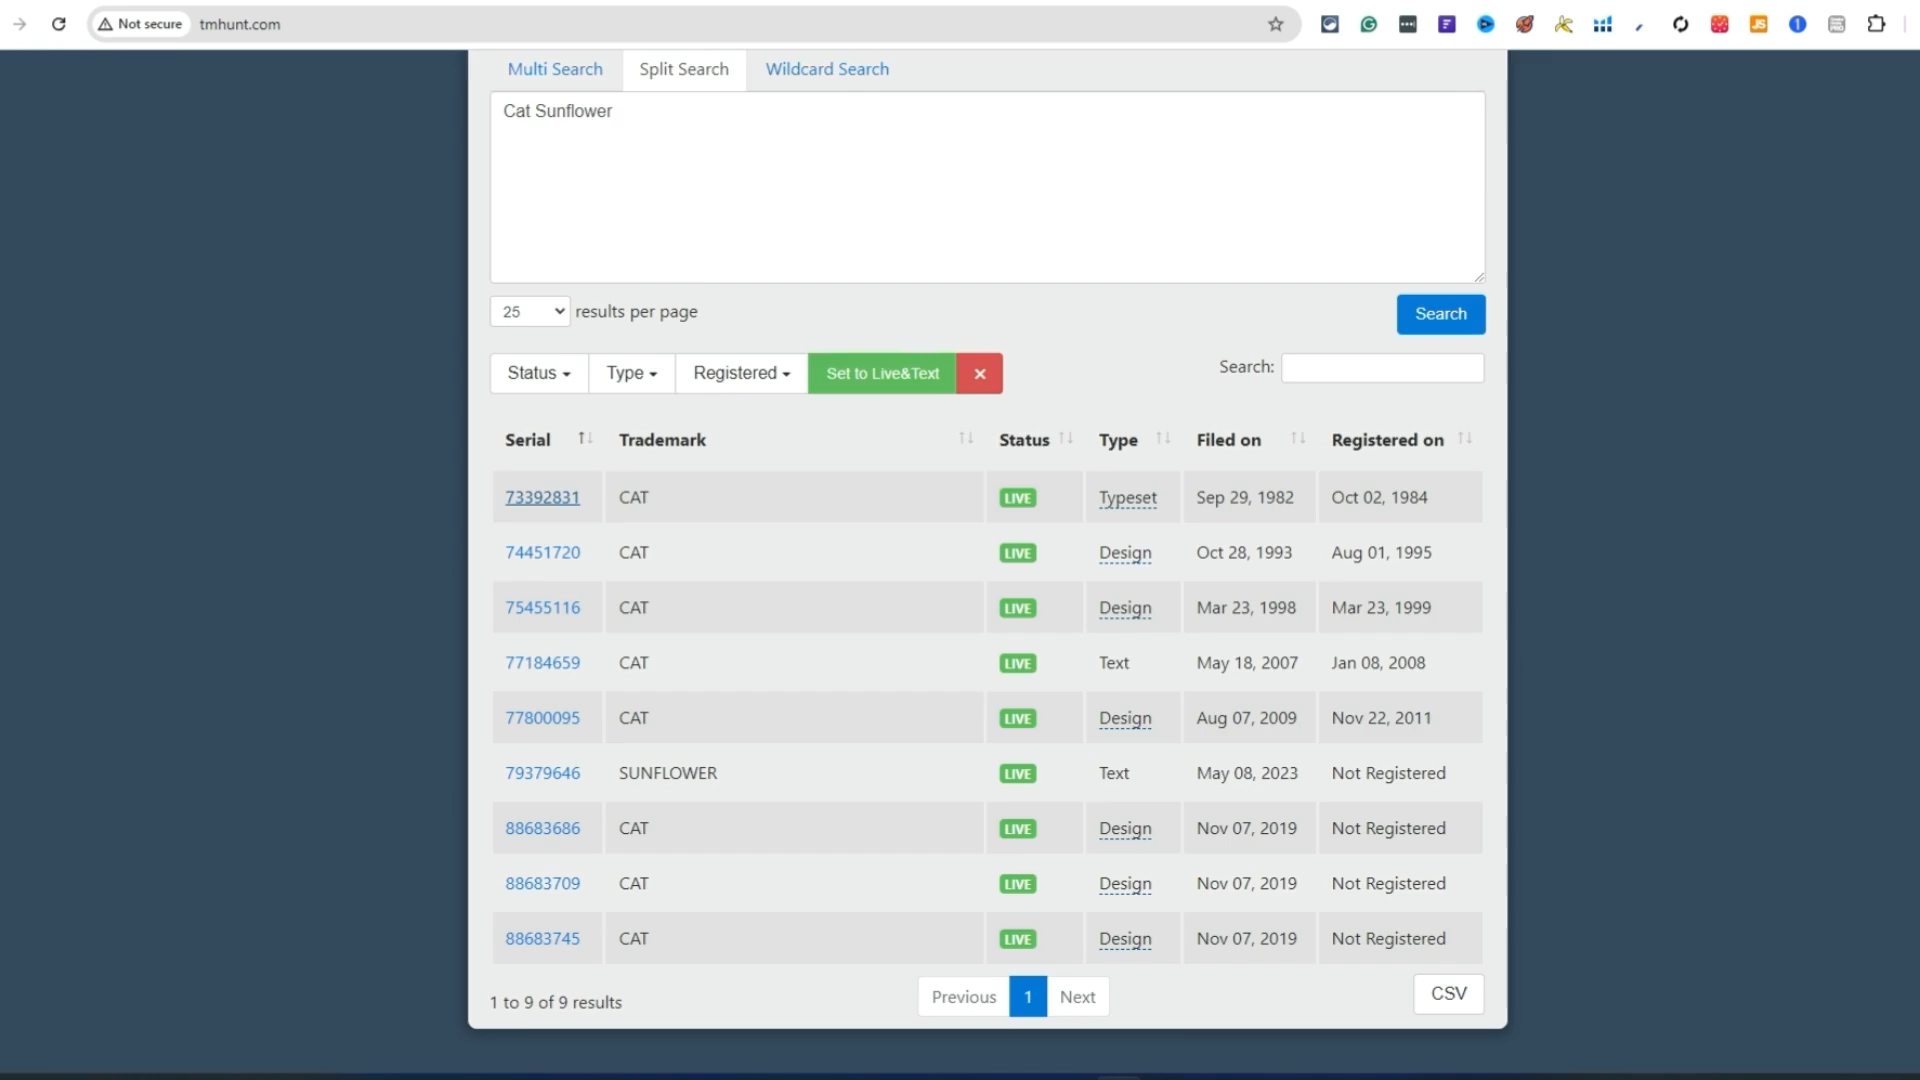 Not secure tmhunt.com
Multi Search Split Search Wildcard Search
Cat Sunflower
25 results per page Search
Status Type Registered Set to Live&Text × Search:
Serial Trademark Status Type Filed on Registered on
73392831 CAT LIVE Typeset Sep 29, 1982 Oct 02, 1984
74451720 CAT LIVE Design Oct 28, 1993 Aug 01, 1995
75455116 CAT LIVE Design Mar 23, 1998 Mar 23, 1999
77184659 CAT LIVE Text May 18, 2007 Jan 08, 2008
77800095 CAT LIVE Design Aug 07, 2009 Nov 22, 2011
79379646 SUNFLOWER LIVE Text May 08, 2023 Not Registered
88683686 CAT LIVE Design Nov 07, 2019 Not Registered
88683709 CAT LIVE Design Nov 07, 2019 Not Registered
88683745 CAT LIVE Design Nov 07, 2019 Not Registered
1 to 9 of 9 results Previous 1 Next CSV